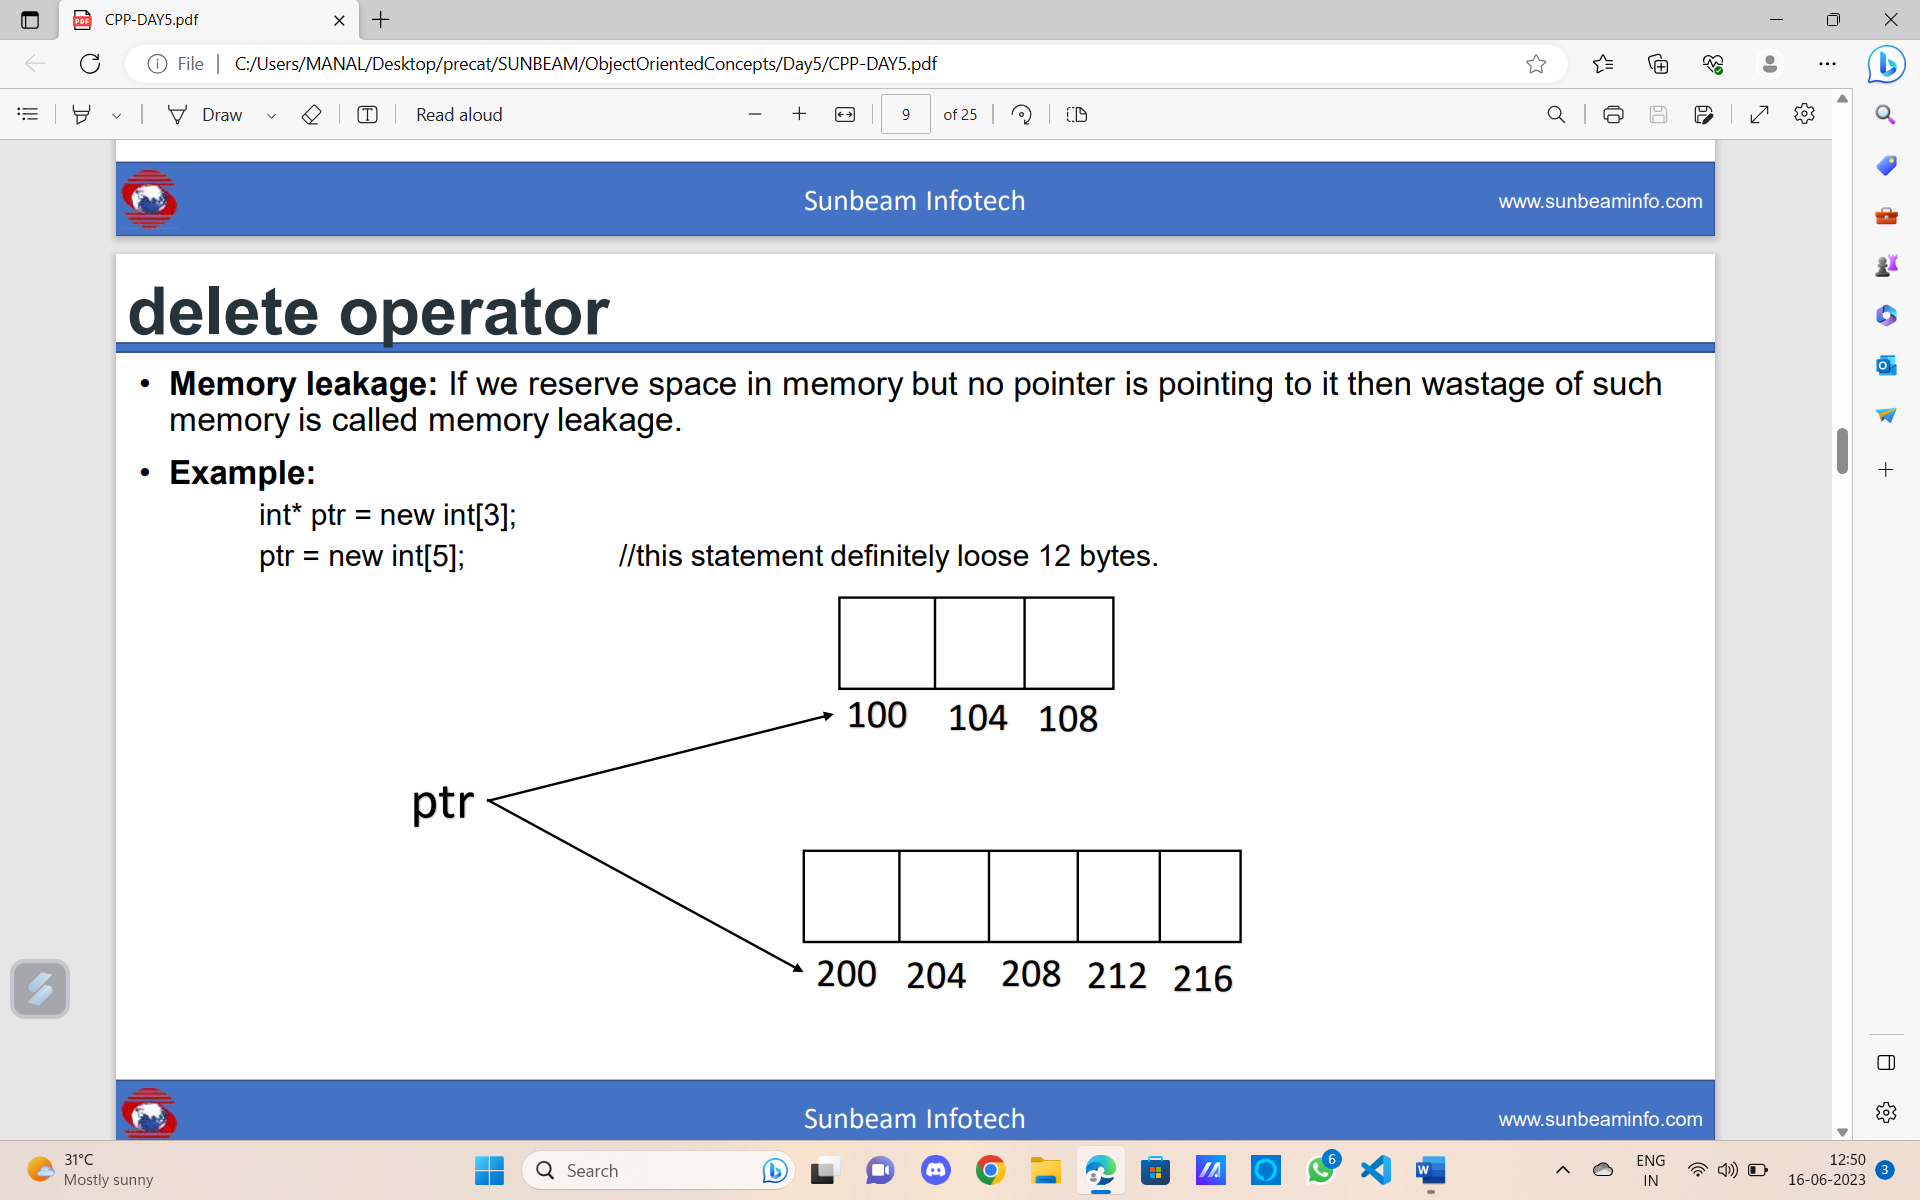 CPP-DAY5.pdf
File
C:/Users/MANAL/Desktop/precat/SUNBEAM/ObjectOrientedConcepts/Day5/CPP-DAY5.pdf
Draw
Read aloud
9 of 25
Sunbeam Infotech
www.sunbeaminfo.com
delete operator
• Memory leakage: If we reserve space in memory but no pointer is pointing to it then wastage of such
memory is called memory leakage.
• Example:
int* ptr = new int[3];
ptr = new int[5]; //this statement definitely loose 12 bytes.
100 104 108
ptr
200 204 208 212 216
Sunbeam Infotech
www.sunbeaminfo.com
31°C
Mostly sunny
Search
6
ENG
IN
12:50
16-06-2023
3